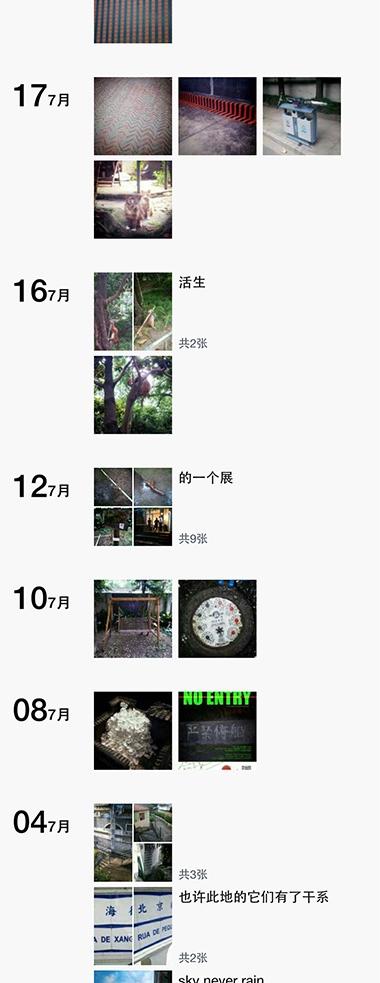 17 7月
16 7月
活生
共2张
12 7月
的一个展
共9张
10 7月
08 7月
NO ENTRY
严禁停船
04 7月
共3张
也许此地的它们有了干系
海
北京
A DE XANG
RUA DE PEQU
共2张
sky never rain